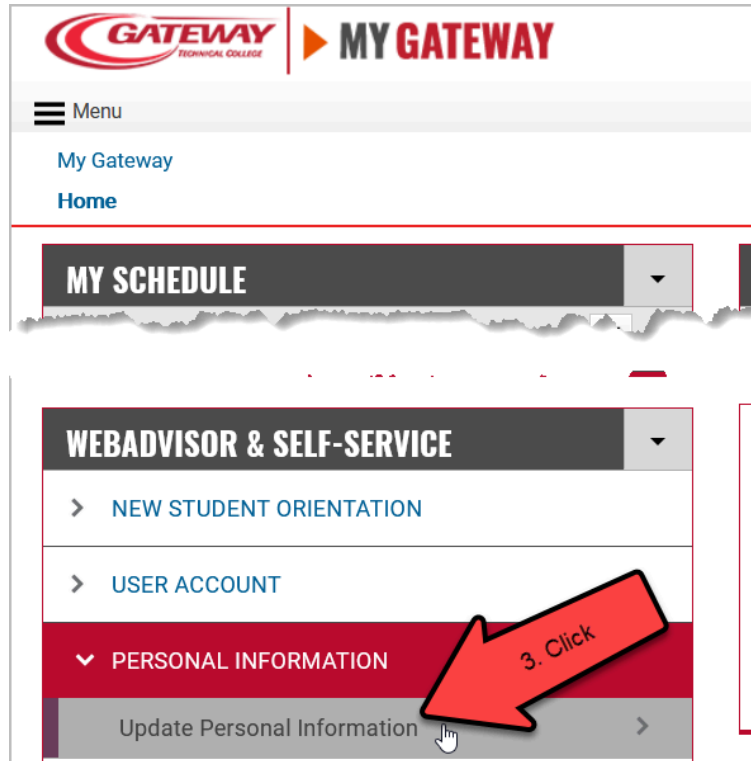 GATEWAY
TECHNICAL COLLEGE
MY GATEWAY
Menu
My Gateway
Home
MY SCHEDULE
WEBADVISOR & SELF-SERVICE
NEW STUDENT ORIENTATION
USER ACCOUNT
PERSONAL INFORMATION
3. Click
Update Personal Information